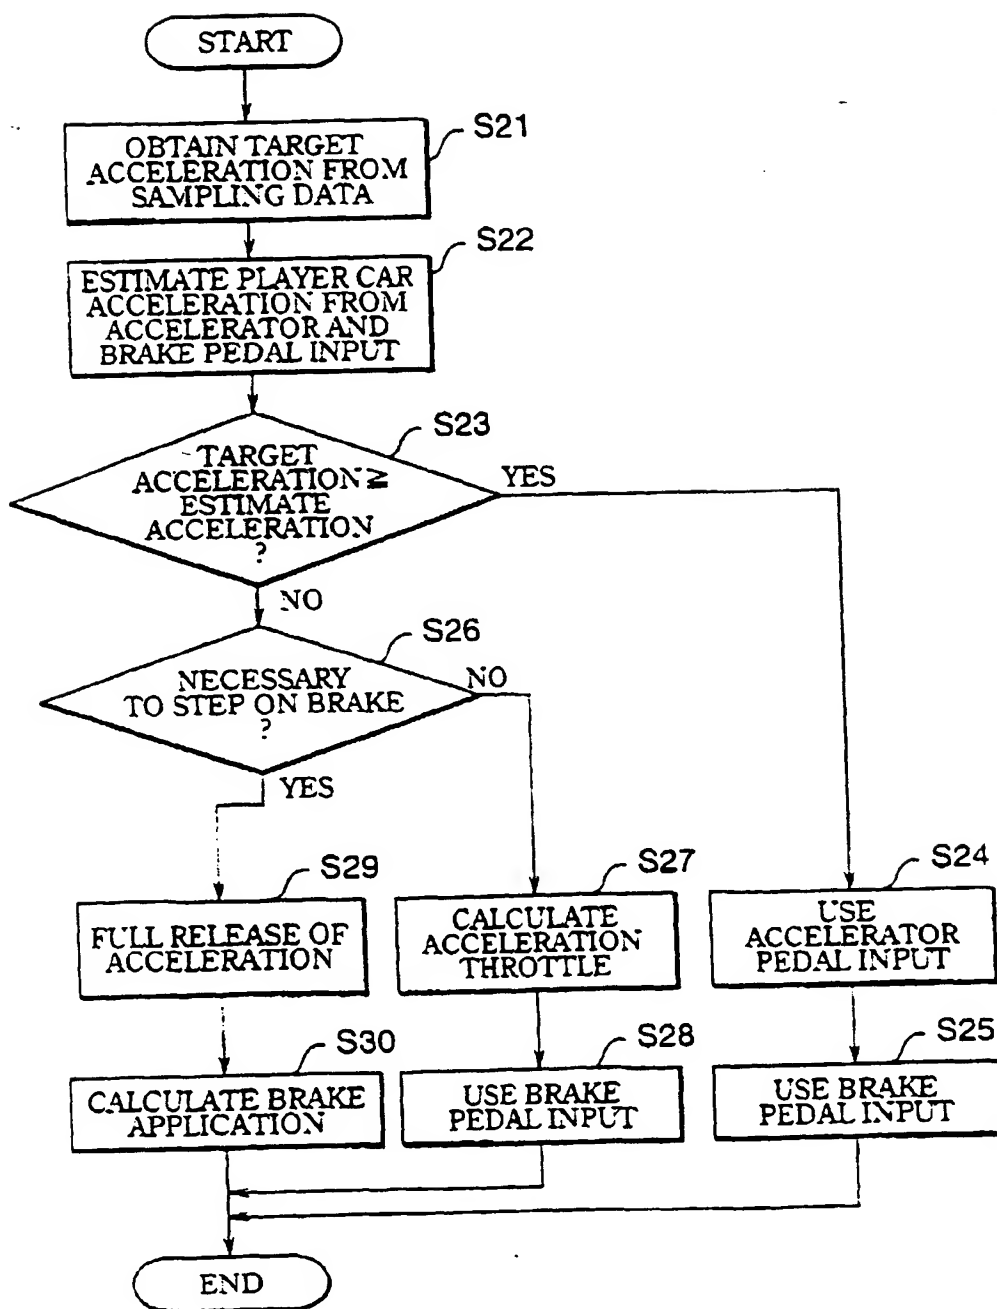 START
S21
OBTAIN TARGET
ACCELERATION FROM
SAMPLING DATA
S22
ESTIMATE PLAYER CAR
ACCELERATION FROM
ACCELERATOR AND
BRAKE PEDAL INPUT
S23
TARGET
ACCELERATION ≧
ESTIMATE
ACCELERATION
?
YES
NO
S26
NECESSARY
TO STEP ON BRAKE
?
NO
YES
S29
FULL RELEASE OF
ACCELERATION
S27
CALCULATE
ACCELERATION
THROTTLE
S24
USE
ACCELERATOR
PEDAL INPUT
S30
CALCULATE BRAKE
APPLICATION
S28
USE BRAKE
PEDAL INPUT
S25
USE BRAKE
PEDAL INPUT
END